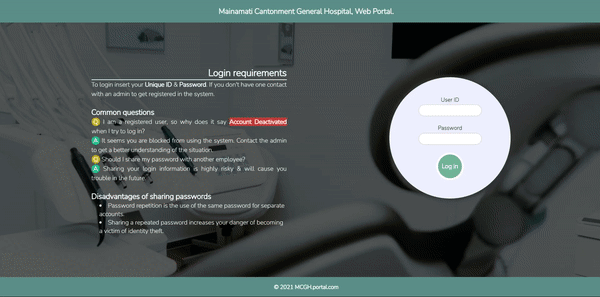 Mainamati Cantonment General Hospital, Web Portal.
Login requirements
To login insert your Unique ID & Password. If you don't have one contact
with an admin to get registered in the system.
Common questions
Q I am a registered user, so why does it say Account Deactivated
when I try to log in?
A It seems you are blocked from using the system. Contact the admin
to get a better understanding of the situation.
Q Should I share my password with another employee?
A Sharing your login information is highly risky & will cause you
trouble in the future.
Disadvantages of sharing passwords
• Password repetition is the use of the same password for separate
accounts.
• Sharing a repeated password increases your danger of becoming
a victim of identity theft.
User ID
Password
Log in
© 2021 MCGH.portal.com